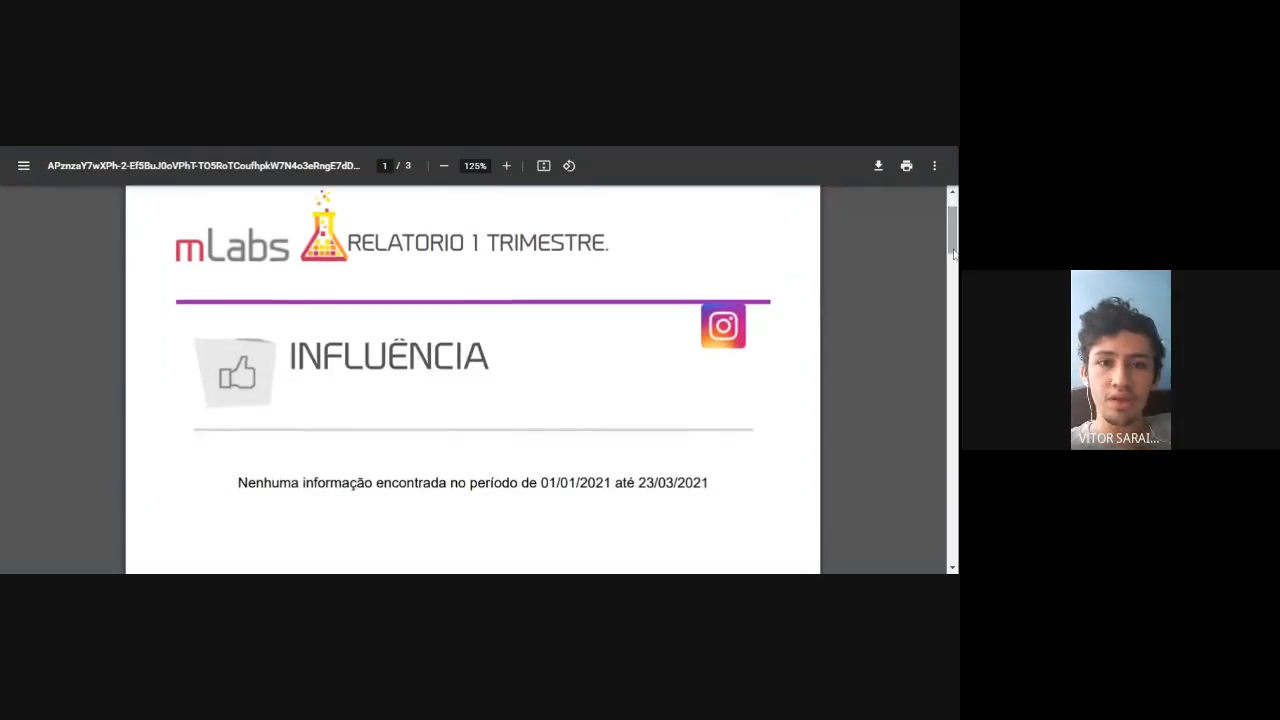 APznzaY7wXPh-2-Ef5BuJ0oVPhT-TO5RoTCoufhpkW7N4o3eRngE7dD...
1 / 3
125%
mLabs
RELATORIO 1 TRIMESTRE.
INFLUÊNCIA
Nenhuma informação encontrada no período de 01/01/2021 até 23/03/2021
VITOR SARAI...